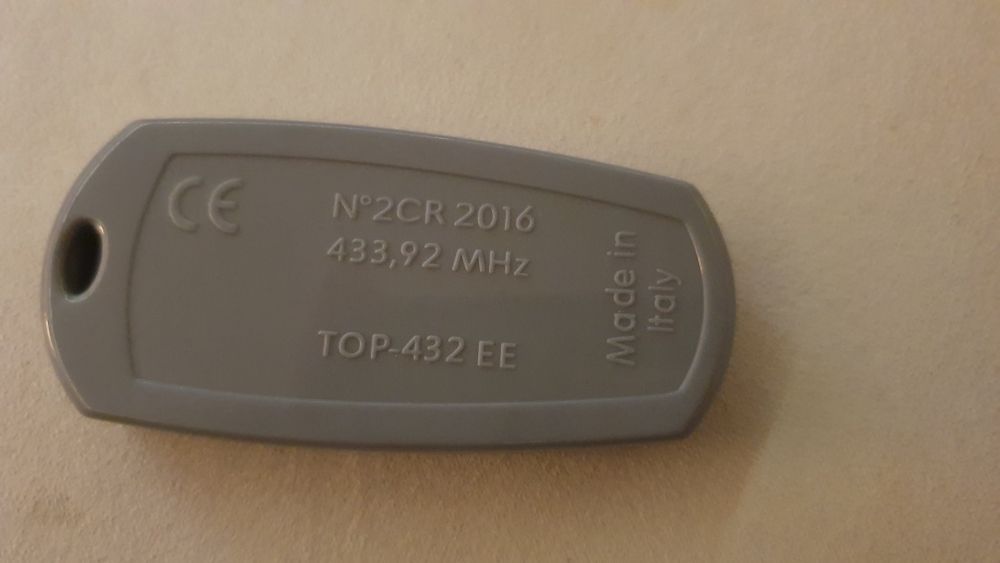 CE
N°2CR 2016
433,92 MHz
TOP-432 EE
Made in
Italy